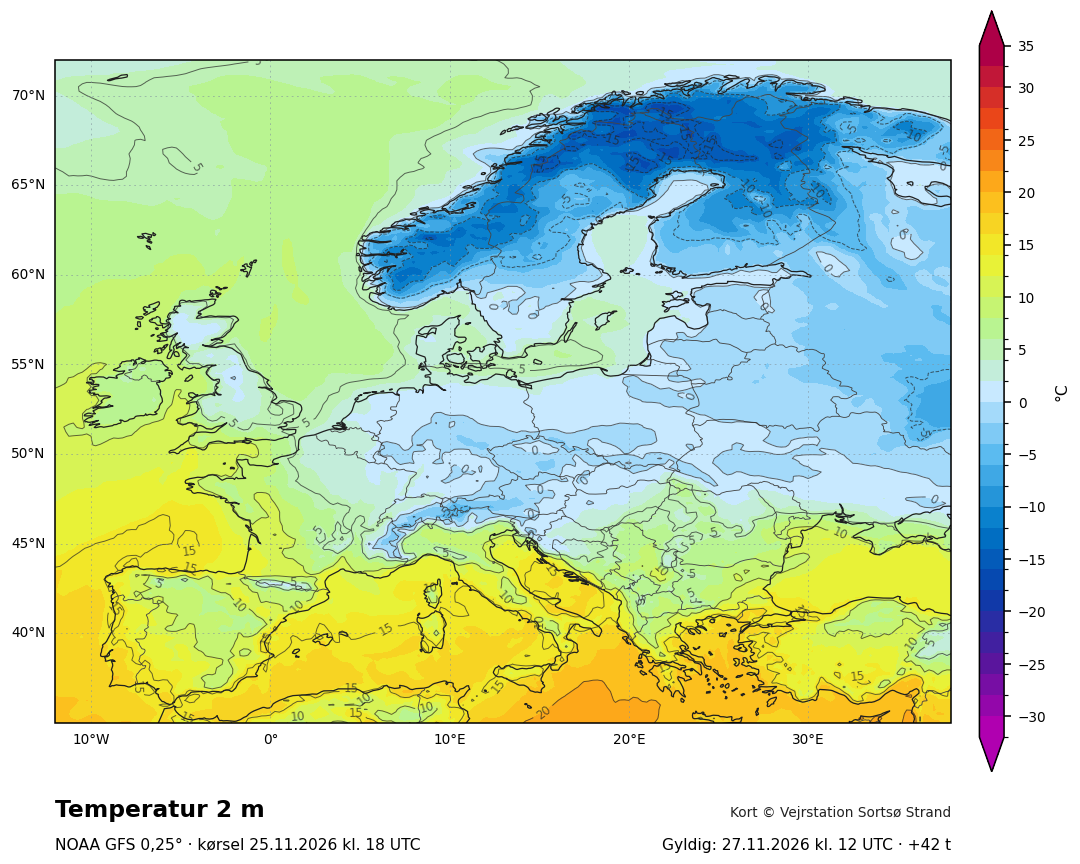 70°N
65°N
60°N
55°N
50°N
45°N
40°N
10°W
0°
10°E
20°E
30°E
35
30
25
20
15
10
5
0
−5
−10
−15
−20
−25
−30
°C
Temperatur 2 m
Kort © Vejrstation Sortsø Strand
NOAA GFS 0,25° · kørsel 25.11.2026 kl. 18 UTC
Gyldig: 27.11.2026 kl. 12 UTC · +42 t